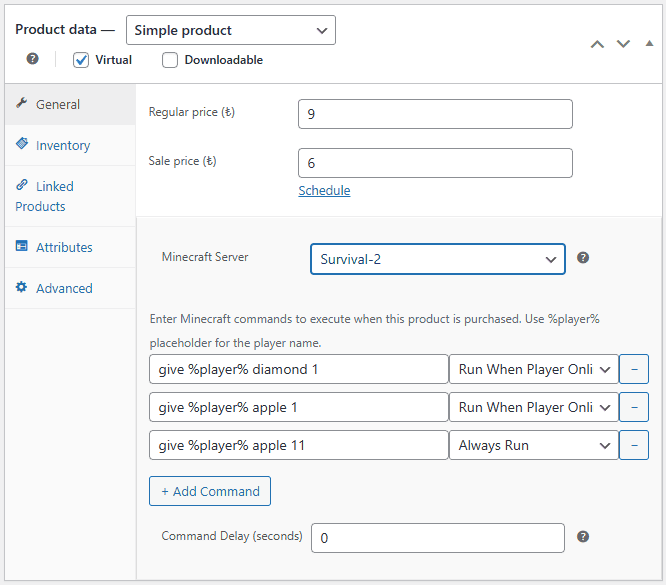 Product data — Simple product
Virtual Downloadable
General
Inventory
Linked
Products
Attributes
Advanced
Regular price (₺) 9
Sale price (₺) 6
Schedule
Minecraft Server Survival-2
Enter Minecraft commands to execute when this product is purchased. Use %player%
placeholder for the player name.
give %player% diamond 1 Run When Player Onli −
give %player% apple 1 Run When Player Onli −
give %player% apple 11 Always Run −
+ Add Command
Command Delay (seconds) 0